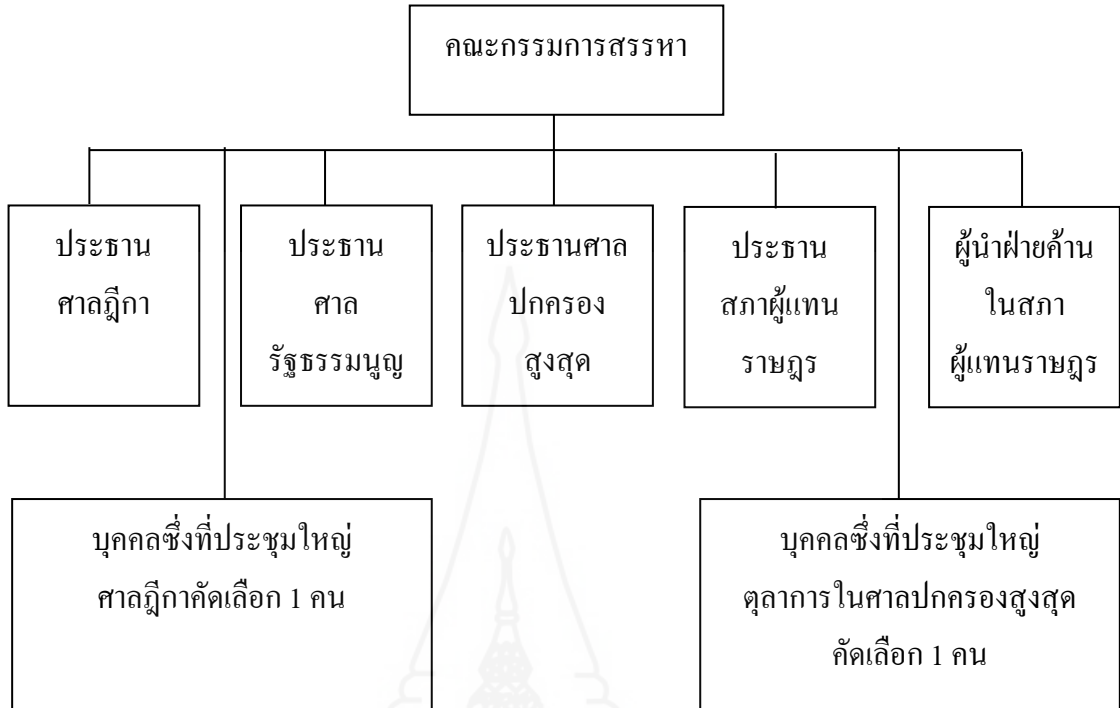 คณะกรรมการสรรหา
ประธาน
ศาลฎีกา
ประธาน
ศาล
รัฐธรรมนูญ
ประธานศาล
ปกครอง
สูงสุด
ประธาน
สภาผู้แทน
ราษฎร
ผู้นำฝ่ายค้าน
ในสภา
ผู้แทนราษฎร
บุคคลซึ่งที่ประชุมใหญ่
ศาลฎีกาคัดเลือก 1 คน
บุคคลซึ่งที่ประชุมใหญ่
ตุลาการในศาลปกครองสูงสุด
คัดเลือก 1 คน